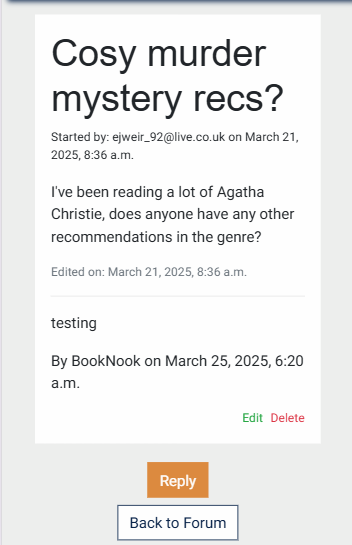 Cosy murder
mystery recs?
Started by: ejweir_92@live.co.uk on March 21,
2025, 8:36 a.m.
I've been reading a lot of Agatha
Christie, does anyone have any other
recommendations in the genre?
Edited on: March 21, 2025, 8:36 a.m.
testing
By BookNook on March 25, 2025, 6:20
a.m.
Edit Delete
Reply
Back to Forum